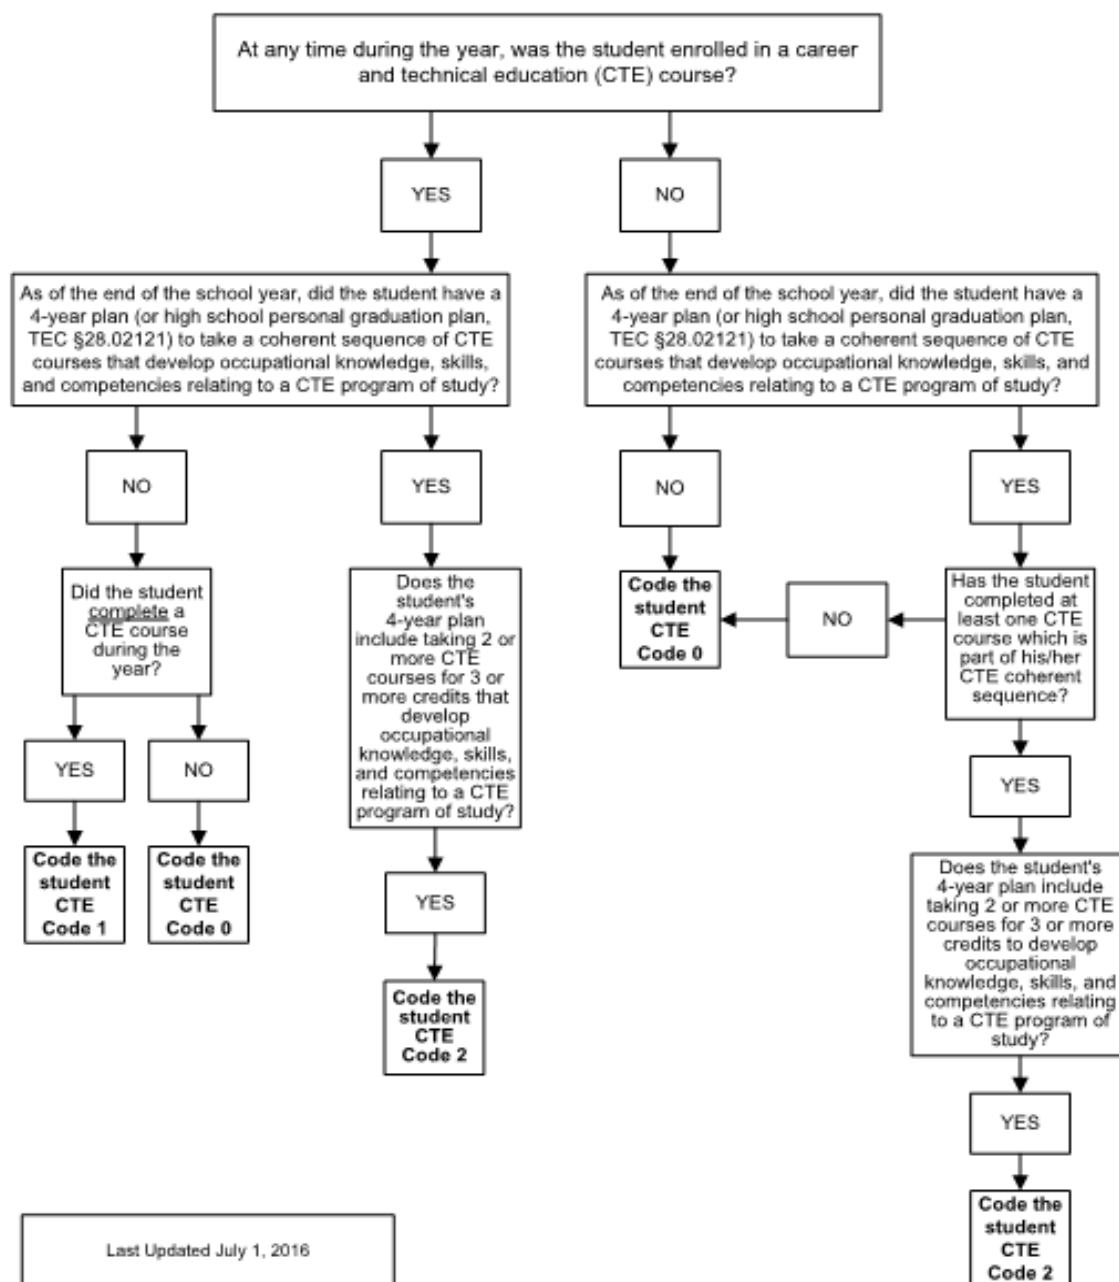 At any time during the year, was the student enrolled in a career
and technical education (CTE) course?
YES
NO
As of the end of the school year, did the student have a
4-year plan (or high school personal graduation plan,
TEC §28.02121) to take a coherent sequence of CTE
courses that develop occupational knowledge, skills,
and competencies relating to a CTE program of study?
As of the end of the school year, did the student have a
4-year plan (or high school personal graduation plan,
TEC §28.02121) to take a coherent sequence of CTE
courses that develop occupational knowledge, skills, and
competencies relating to a CTE program of study?
NO
YES
NO
YES
Did the student
complete a
CTE course
during the
year?
Does the
student's
4-year plan
include taking 2 or
more CTE
courses for 3 or
more credits that
develop
occupational
knowledge, skills,
and competencies
relating to a CTE
program of study?
Code the
student
CTE
Code 0
NO
Has the student
completed at
least one CTE
course which is
part of his/her
CTE coherent
sequence?
YES
NO
YES
Code the
student
CTE
Code 1
Code the
student
CTE
Code 0
YES
Does the student's
4-year plan include
taking 2 or more CTE
courses for 3 or more
credits to develop
occupational
knowledge, skills, and
competencies relating
to a CTE program of
study?
Code the
student
CTE
Code 2
YES
Code the
student
CTE
Code 2
Last Updated July 1, 2016